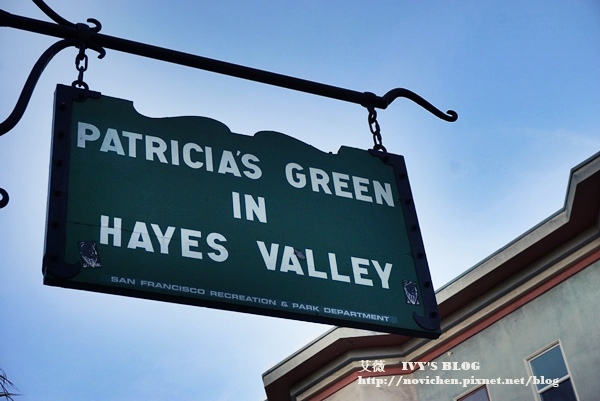 PATRICIA'S GREEN
IN
HAYES VALLEY
SAN FRANCISCO RECREATION & PARK DEPARTMENT
艾薇 IVY'S BLOG
http://novichen.pixnet.net/blog